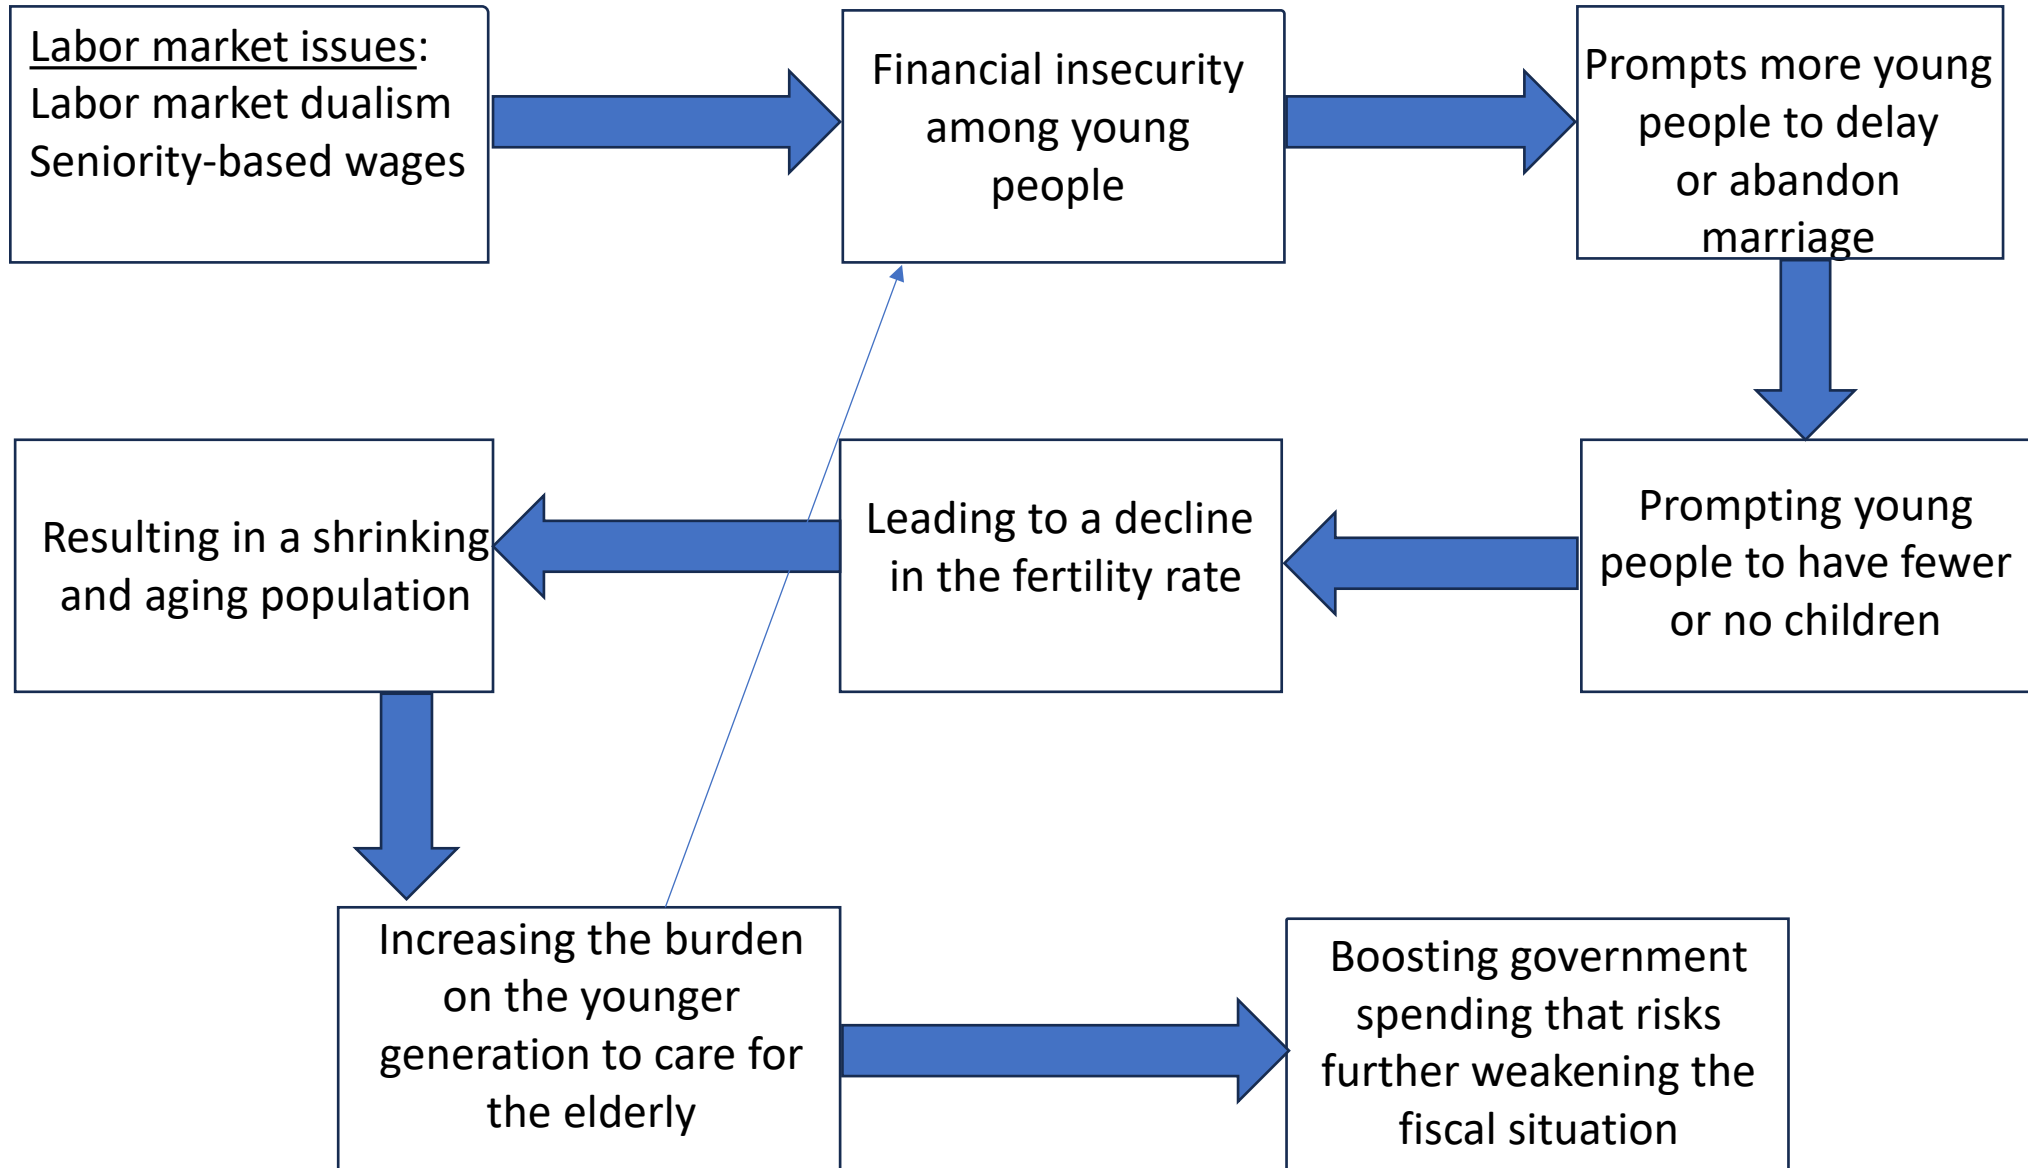 Labor market issues:
Labor market dualism
Seniority-based wages
Financial insecurity
among young
people
Prompts more young
people to delay
or abandon
marriage
Prompting young
people to have fewer
or no children
Leading to a decline
in the fertility rate
Resulting in a shrinking
and aging population
Increasing the burden
on the younger
generation to care for
the elderly
Boosting government
spending that risks
further weakening the
fiscal situation